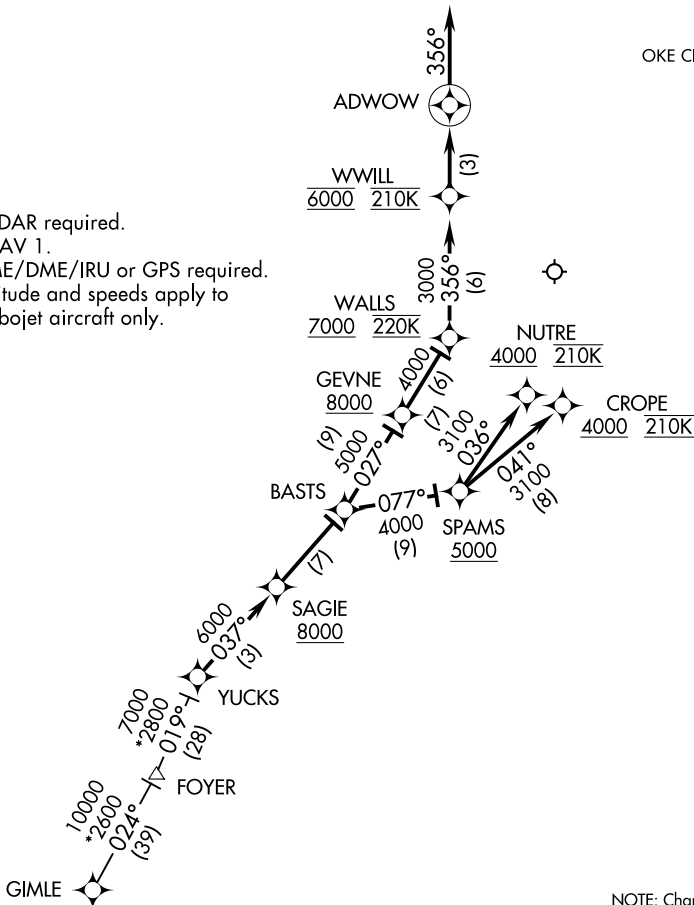 356°
OKE
ADWOW
(3)
WWILL
6000 210K
DAR required.
AV 1.
ME/DME/IRU or GPS required.
itude and speeds apply to
bojet aircraft only.
3000
356°
(6)
WALLS
7000 220K
NUTRE
4000 210K
4000
(6)
GEVNE
8000
CROPE
4000 210K
(7)
3100
036°
(9)
5000
027°
041°
3100
(8)
BASTS
077°
4000
(9)
SPAMS
5000
(7)
SAGIE
8000
6000
037°
(3)
YUCKS
7000
*2800
019°
(28)
FOYER
10000
*2600
024°
(39)
GIMLE
NOTE: Char